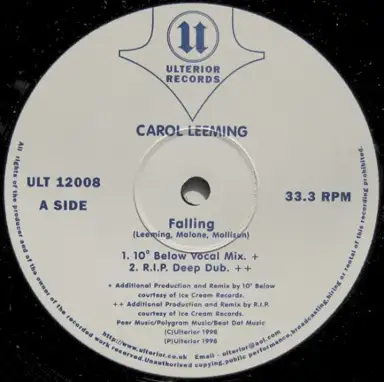 u
ULTERIOR
RECORDS
CAROL LEEMING
ULT 12008
A SIDE
33.3 RPM
Falling
(Leeming, Malone, Mollison)
1. 10° Below Vocal Mix. +
2. R.I.P. Deep Dub. ++
+ Additional Production and Remix by 10° Below
courtesy of Ice Cream Records.
++ Additional Production and Remix by R.I.P.
courtesy of Ice Cream Records.
Peer Music/Polygram Music/Beat Dat Music
(C)Ulterior 1998
(P)Ulterior 1998
http://www.ulterior.co.uk Email - ulterior@aol.com
All rights of the producer and of the owner of the recorded work reserved. Unauthorised copying, public performance, broadcasting, hiring or rental of this recording prohibited.